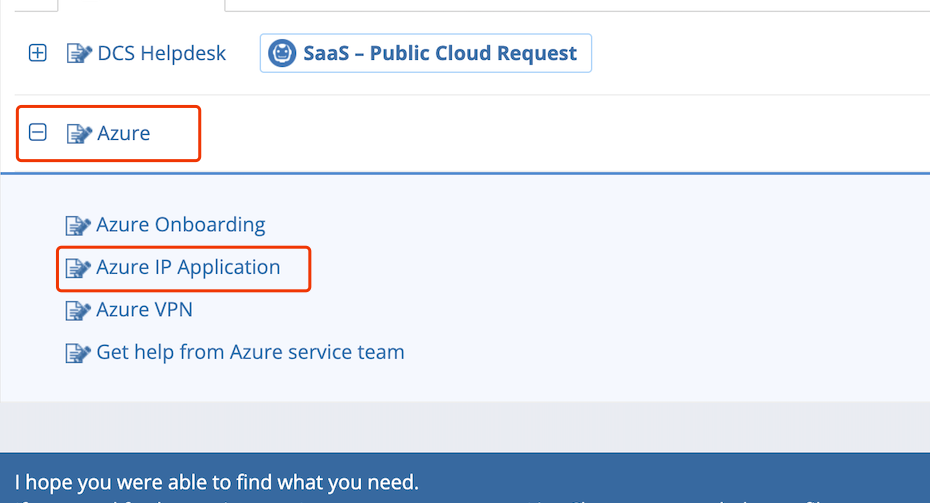 DCS Helpdesk SaaS – Public Cloud Request
Azure
Azure Onboarding
Azure IP Application
Azure VPN
Get help from Azure service team
I hope you were able to find what you need.